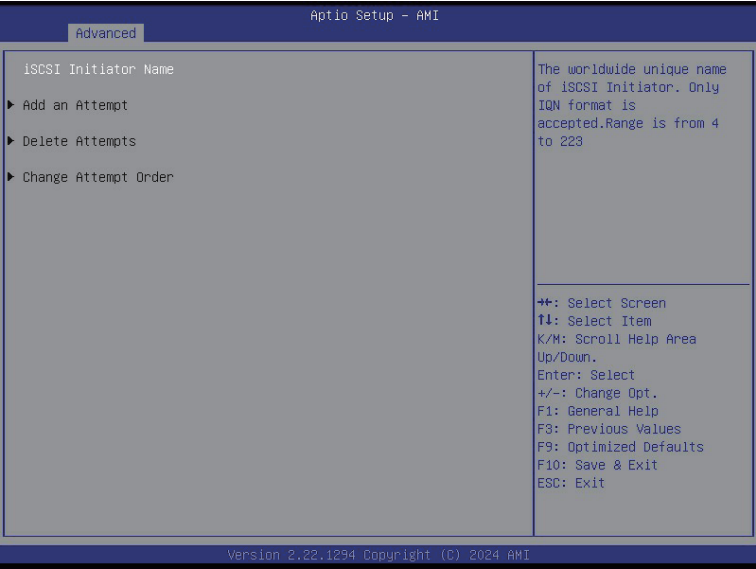 Aptio Setup – AMI
Advanced
iSCSI Initiator Name
▶ Add an Attempt
▶ Delete Attempts
▶ Change Attempt Order
The worldwide unique name
of iSCSI Initiator. Only
IQN format is
accepted.Range is from 4
to 223
→←: Select Screen
↑↓: Select Item
K/M: Scroll Help Area
Up/Down.
Enter: Select
+/-: Change Opt.
F1: General Help
F3: Previous Values
F9: Optimized Defaults
F10: Save & Exit
ESC: Exit
Version 2.22.1294 Copyright (C) 2024 AMI